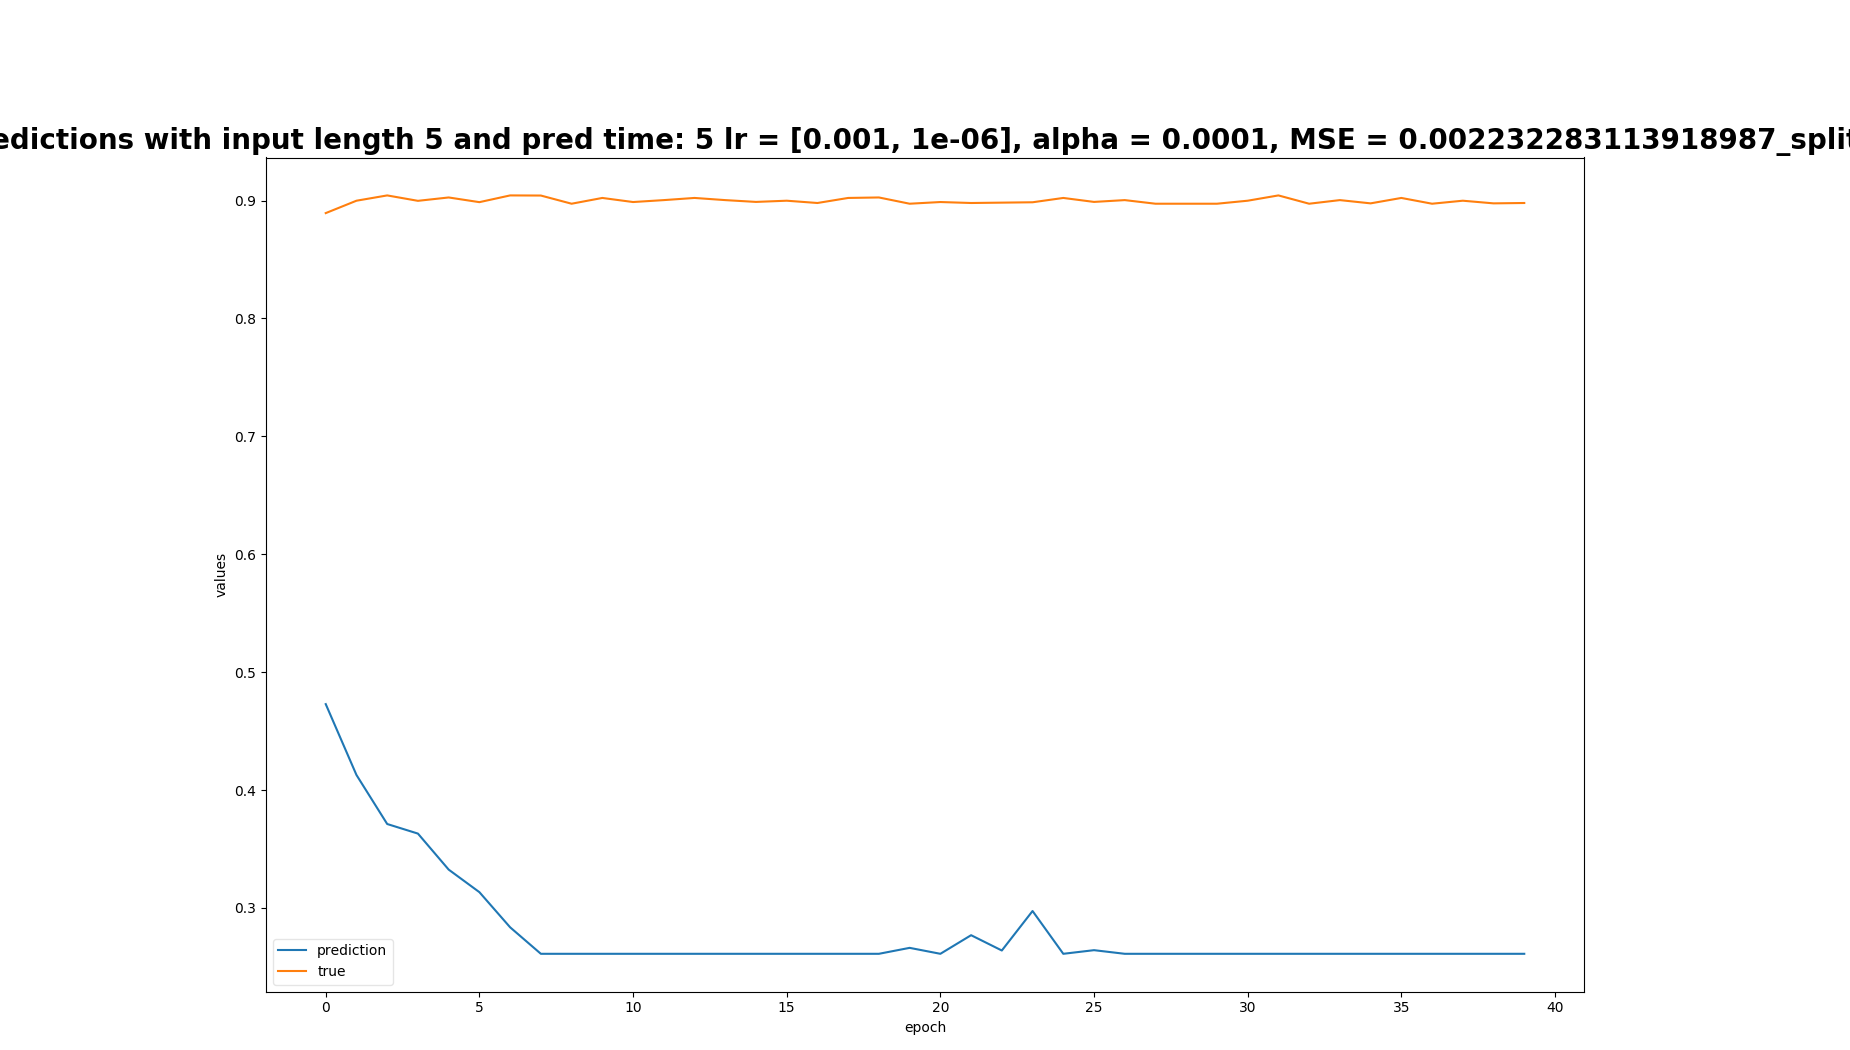 edictions with input length 5 and pred time: 5 lr = [0.001, 1e-06], alpha = 0.0001, MSE = 0.002232283113918987_split
0.9
0.8
0.7
0.6
0.5
0.4
0.3
values
prediction
true
0 5 10 15 20 25 30 35 40
epoch